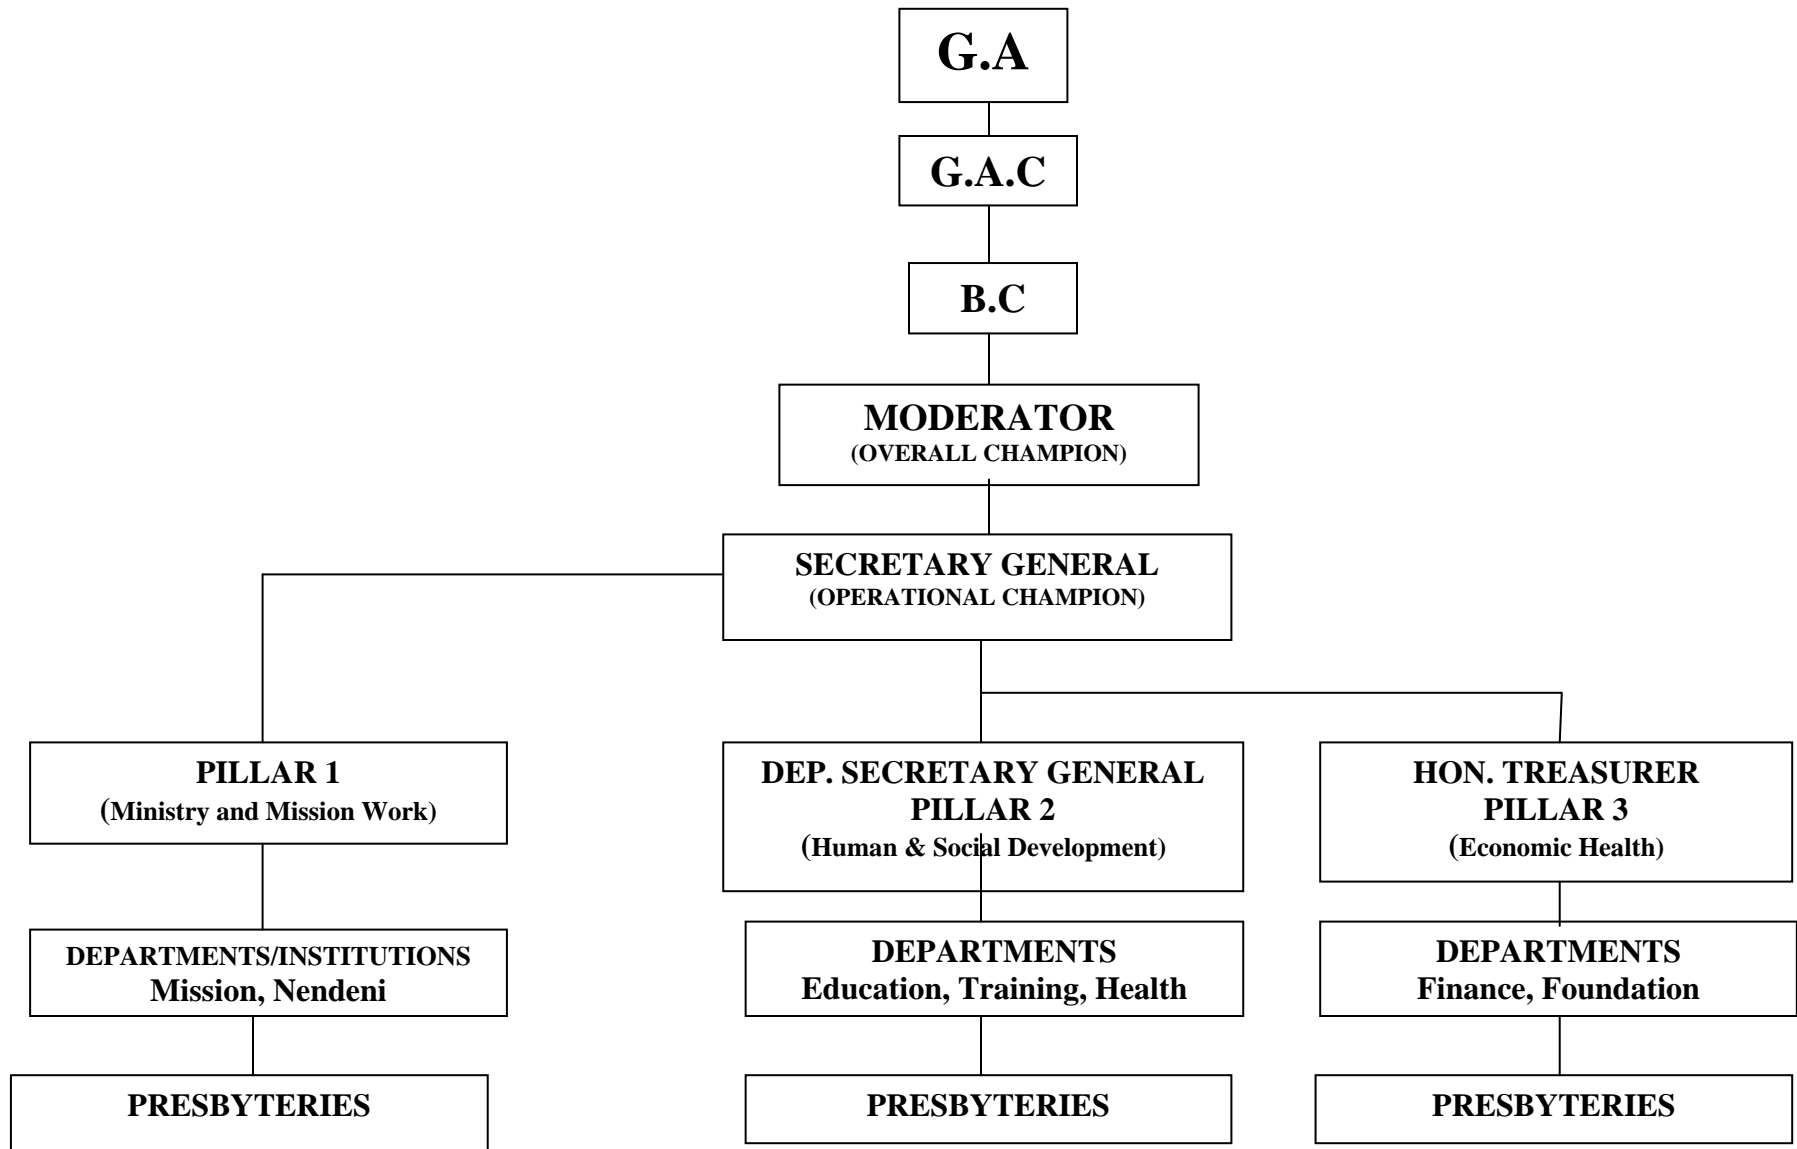 G.A
G.A.C
B.C
MODERATOR
(OVERALL CHAMPION)
SECRETARY GENERAL
(OPERATIONAL CHAMPION)
PILLAR 1
(Ministry and Mission Work)
DEP. SECRETARY GENERAL
PILLAR 2
(Human & Social Development)
HON. TREASURER
PILLAR 3
(Economic Health)
DEPARTMENTS/INSTITUTIONS
Mission, Nendeni
DEPARTMENTS
Education, Training, Health
DEPARTMENTS
Finance, Foundation
PRESBYTERIES
PRESBYTERIES
PRESBYTERIES